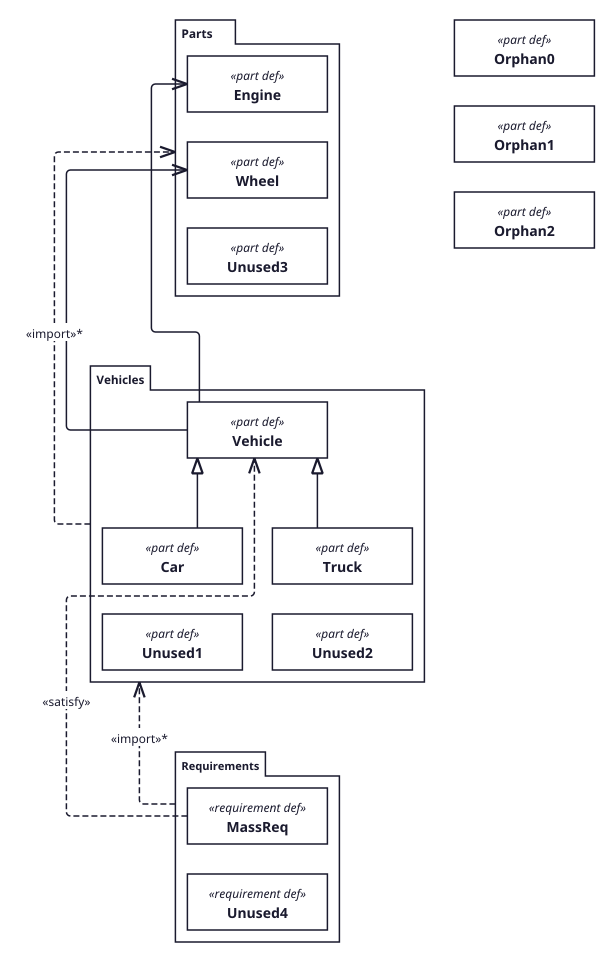 Parts
«part def»
Engine
«part def»
Wheel
«part def»
Unused3
«part def»
Orphan0
«part def»
Orphan1
«part def»
Orphan2
«import»*
Vehicles
«part def»
Vehicle
«part def»
Car
«part def»
Truck
«part def»
Unused1
«part def»
Unused2
«satisfy»
«import»*
Requirements
«requirement def»
MassReq
«requirement def»
Unused4